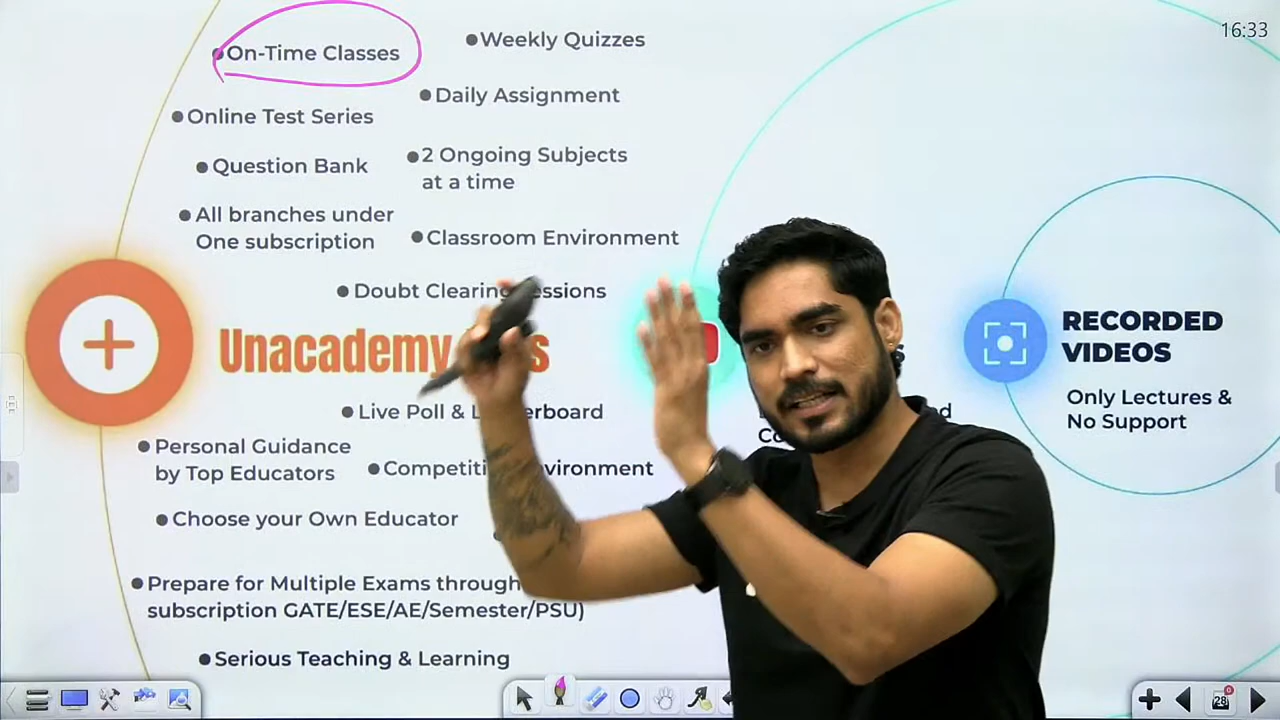 16:33
On-Time Classes
Weekly Quizzes
Daily Assignment
Online Test Series
Question Bank
2 Ongoing Subjects
at a time
All branches under
One subscription
Classroom Environment
Doubt Clearing
Unacademy
Live Poll &
Personal Guidance
by Top Educators
Choose your Own Educator
Prepare for Multiple Exams through
subscription GATE/ESE/AE/Semester/PSU)
Serious Teaching & Learning
RECORDED
VIDEOS
Only Lectures &
No Support
28